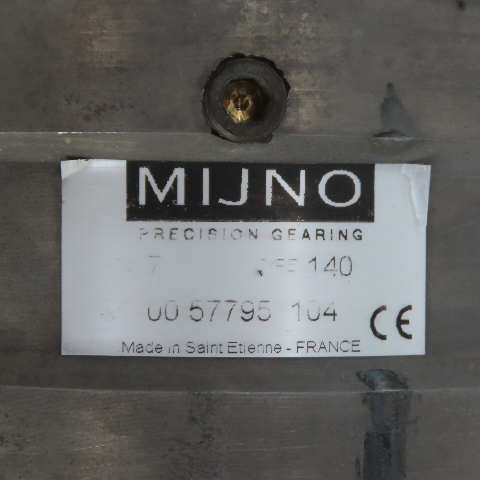 MIJNO
PRECISION GEARING
7 140
00 57795 104 CE
Made in Saint Etienne - FRANCE